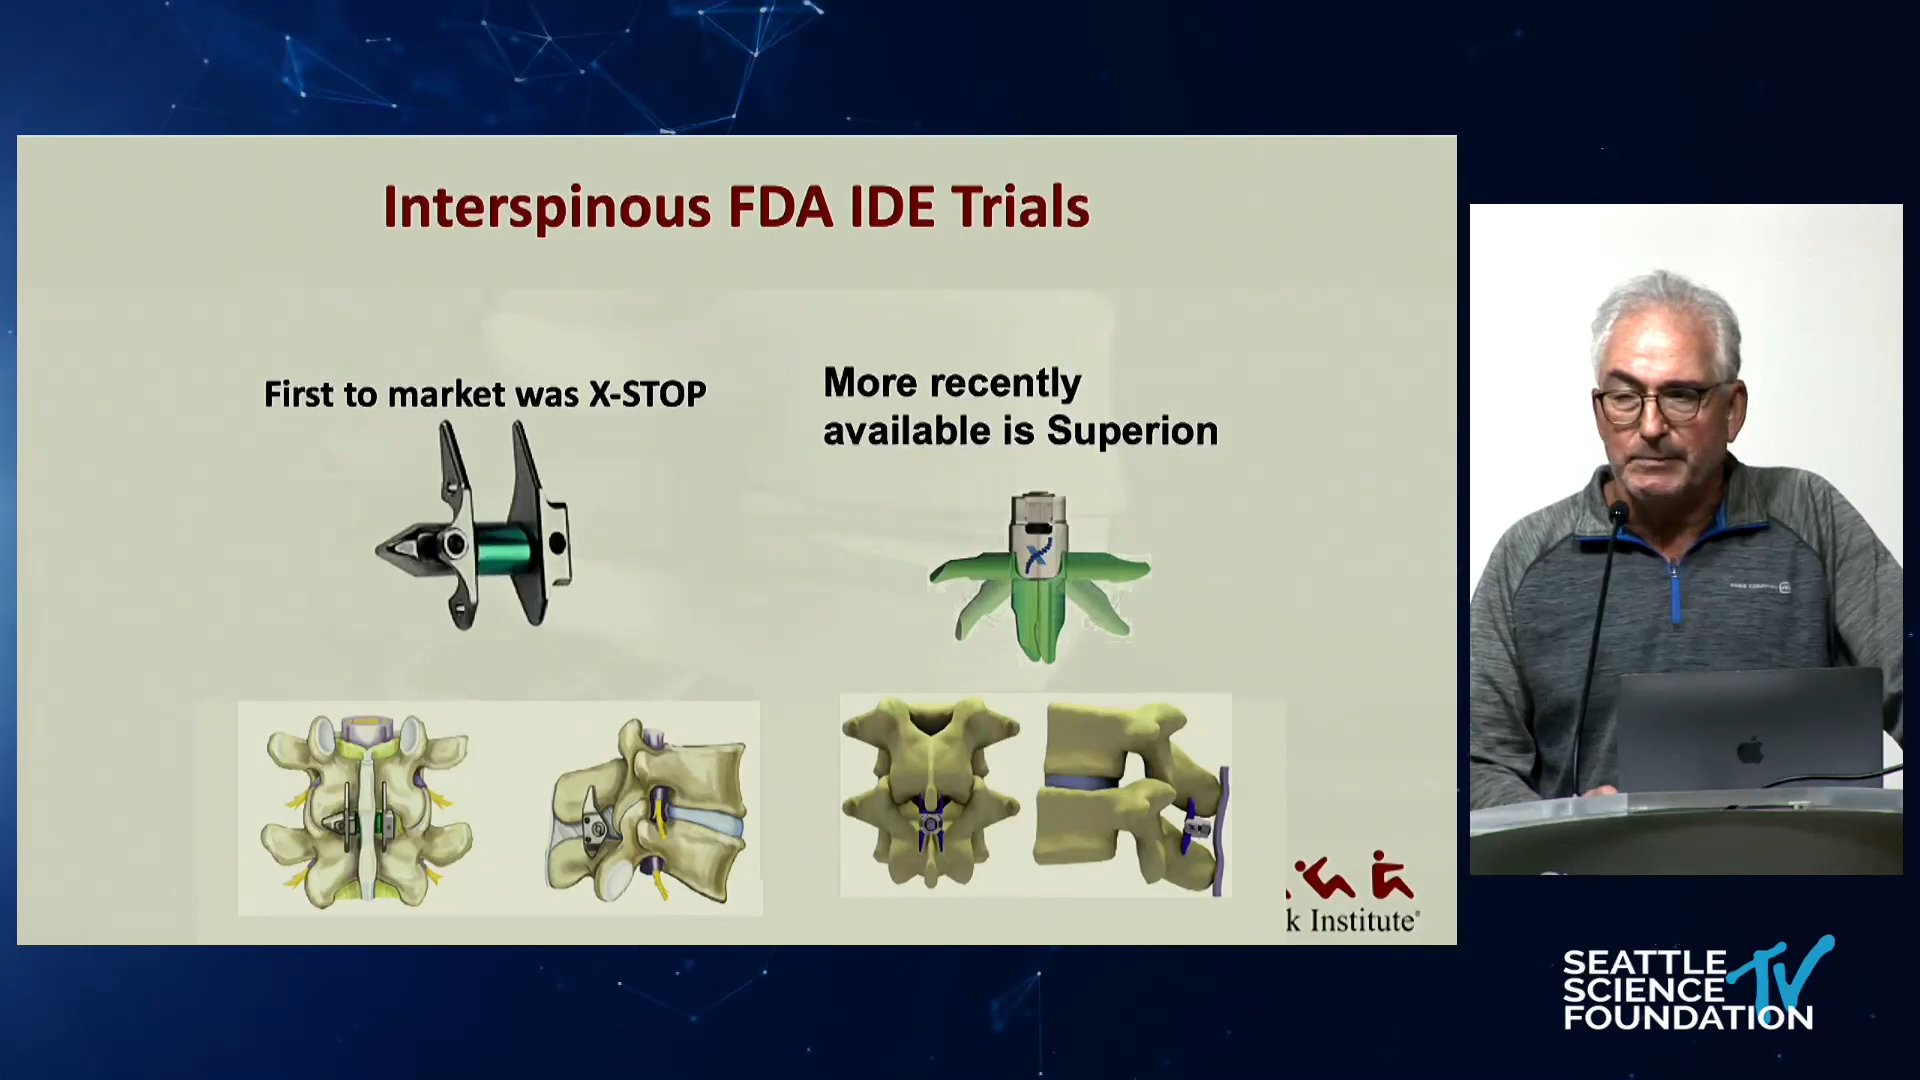 Interspinous FDA IDE Trials
First to market was X-STOP
More recently
available is Superion
k Institute®
SEATTLE
SCIENCE
FOUNDATION
TV